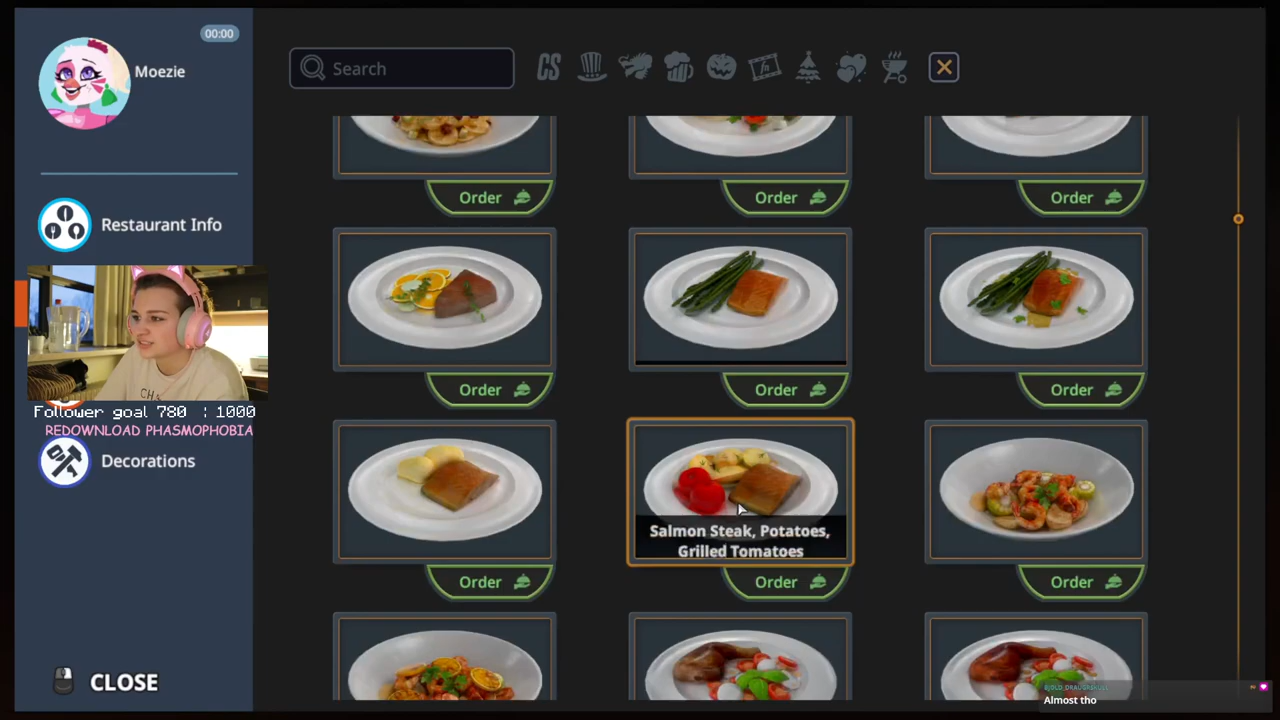 00:00
Moezie
Search
CS
Order
Order
Order
Restaurant Info
Order
Order
Order
Follower goal 780 : 1000
REDOWNLOAD PHASMOPHOBIA
Decorations
Salmon Steak, Potatoes,
Grilled Tomatoes
Order
Order
Order
CLOSE
Almost tho